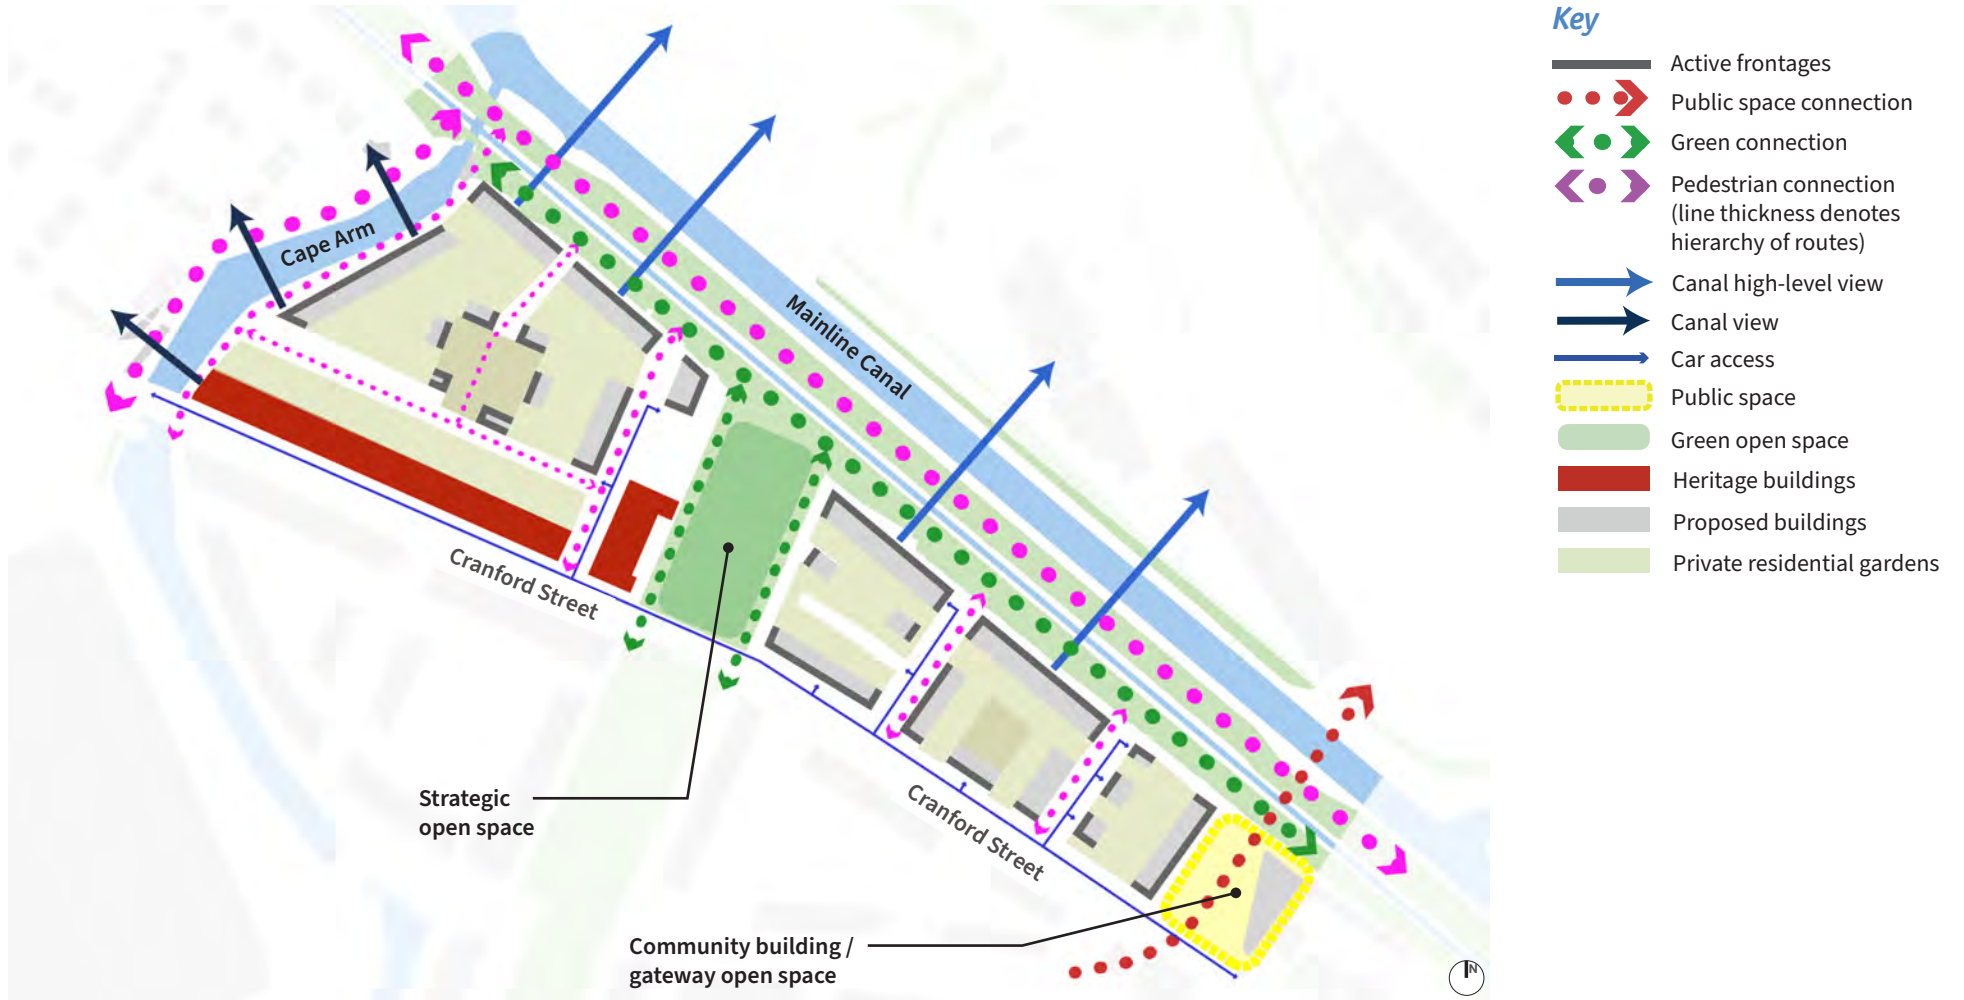 Key
Active frontages
Public space connection
Green connection
Pedestrian connection
(line thickness denotes
hierarchy of routes)
Canal high-level view
Canal view
Car access
Public space
Green open space
Heritage buildings
Proposed buildings
Private residential gardens
Cape Arm
Mainline Canal
Cranford Street
Strategic
open space
Cranford Street
Community building /
gateway open space
N